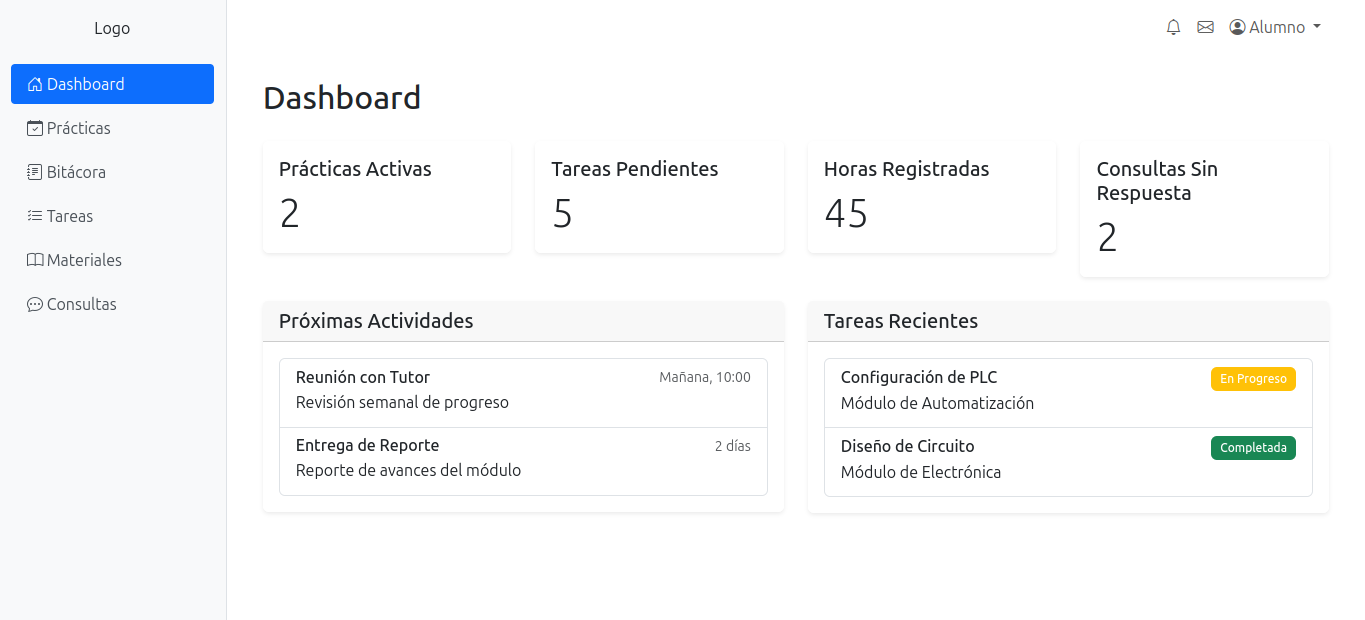 Logo
Dashboard
Prácticas
Bitácora
Tareas
Materiales
Consultas
Alumno
Dashboard
Prácticas Activas
2
Tareas Pendientes
5
Horas Registradas
45
Consultas Sin
Respuesta
2
Próximas Actividades
Reunión con Tutor
Mañana, 10:00
Revisión semanal de progreso
Entrega de Reporte
2 días
Reporte de avances del módulo
Tareas Recientes
Configuración de PLC
En Progreso
Módulo de Automatización
Diseño de Circuito
Completada
Módulo de Electrónica